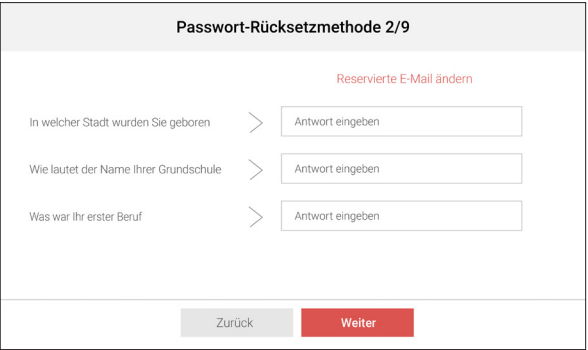 Passwort-Rücksetzmethode 2/9
Reservierte E-Mail ändern
In welcher Stadt wurden Sie geboren
Antwort eingeben
Wie lautet der Name Ihrer Grundschule
Antwort eingeben
Was war Ihr erster Beruf
Antwort eingeben
Zurück
Weiter